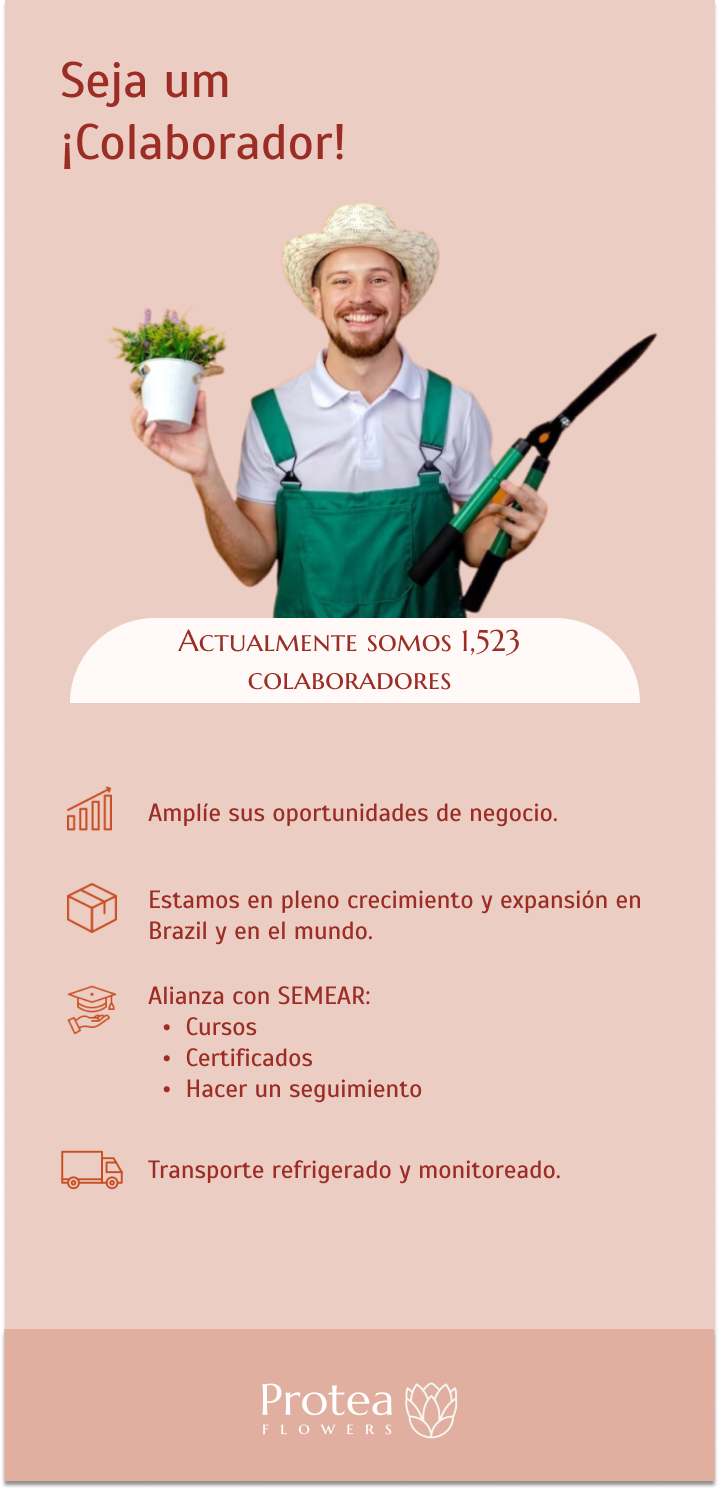 Seja um
¡Colaborador!
Actualmente somos 1,523
colaboradores
Amplíe sus oportunidades de negocio.
Estamos en pleno crecimiento y expansión en
Brazil y en el mundo.
Alianza con SEMEAR:
• Cursos
• Certificados
• Hacer un seguimiento
Transporte refrigerado y monitoreado.
Protea
FLOWERS